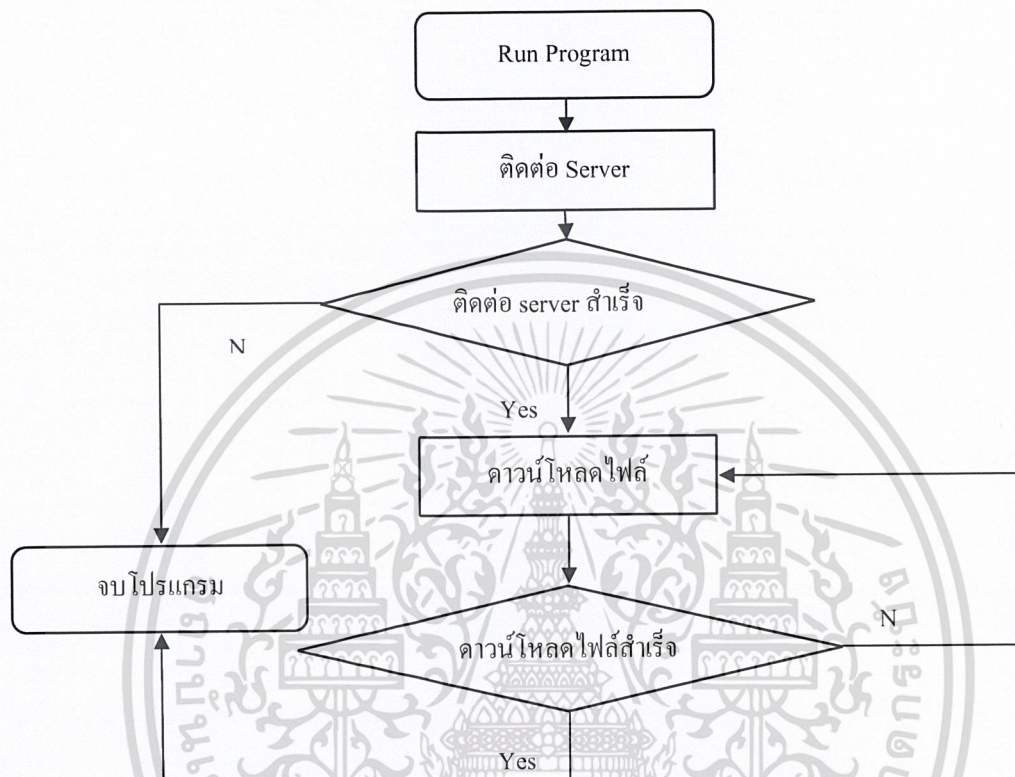 Run Program
ติดต่อ Server
ติดต่อ server สำเร็จ
N
Yes
ดาวน์โหลดไฟล์
จบโปรแกรม
ดาวน์โหลดไฟล์สำเร็จ
N
Yes